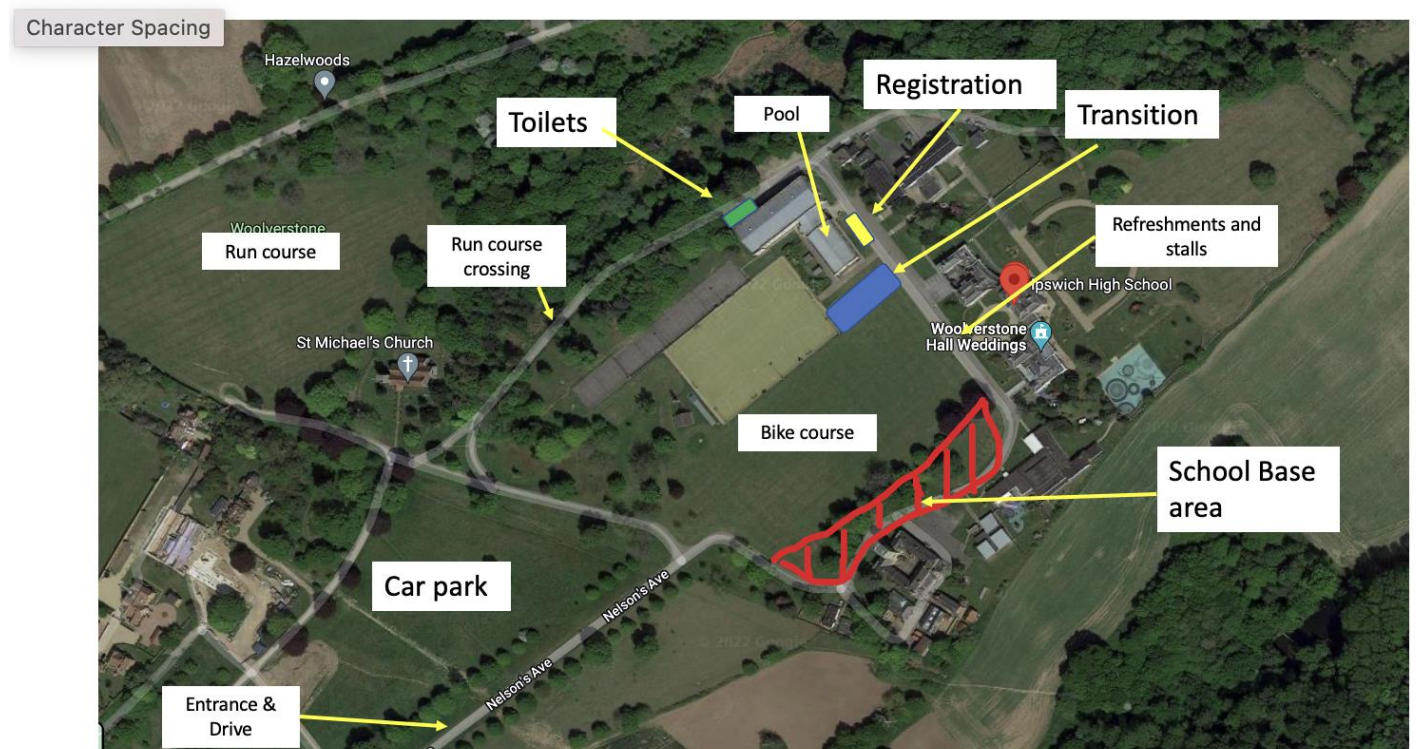 Character Spacing
Hazelwoods
Registration
Toilets
Pool
Transition
Woolverstone
Run course
Run course
crossing
Refreshments and
stalls
Ipswich High School
St Michael's Church
Woolverstone
Hall Weddings
Bike course
School Base
area
Car park
Nelson's Ave
Nelson's Ave
Entrance &
Drive